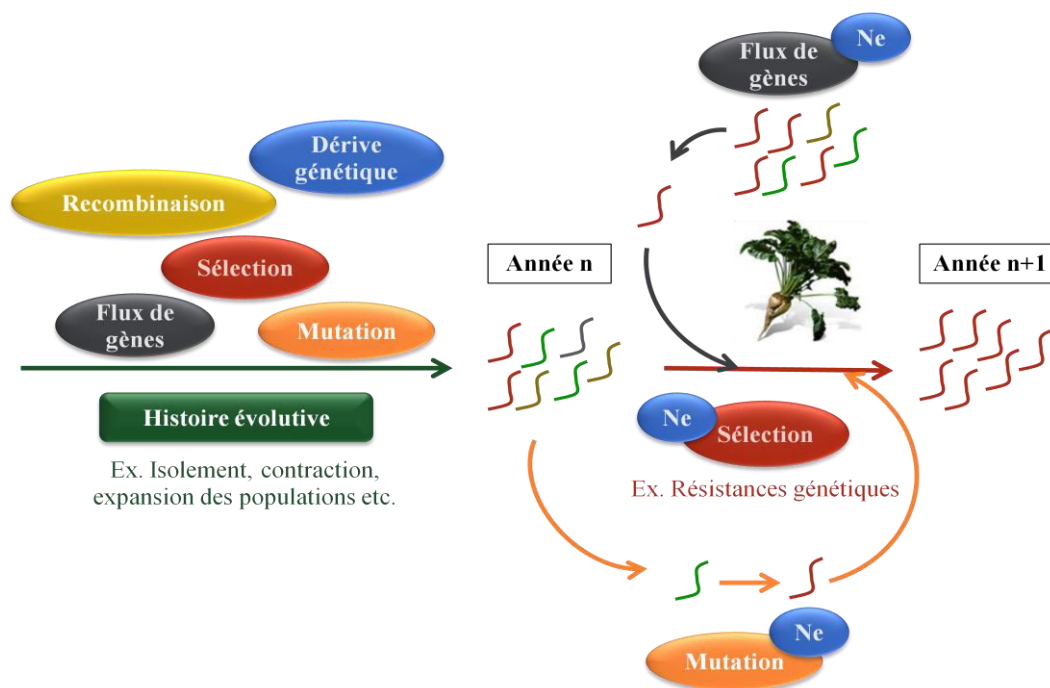 Ne
Flux de
gènes
Dérive
génétique
Recombinaison
Sélection
Flux de
gènes
Mutation
Année n
Année n+1
Histoire évolutive
Ex. Isolement, contraction,
expansion des populations etc.
Ne
Sélection
Ex. Résistances génétiques
Ne
Mutation